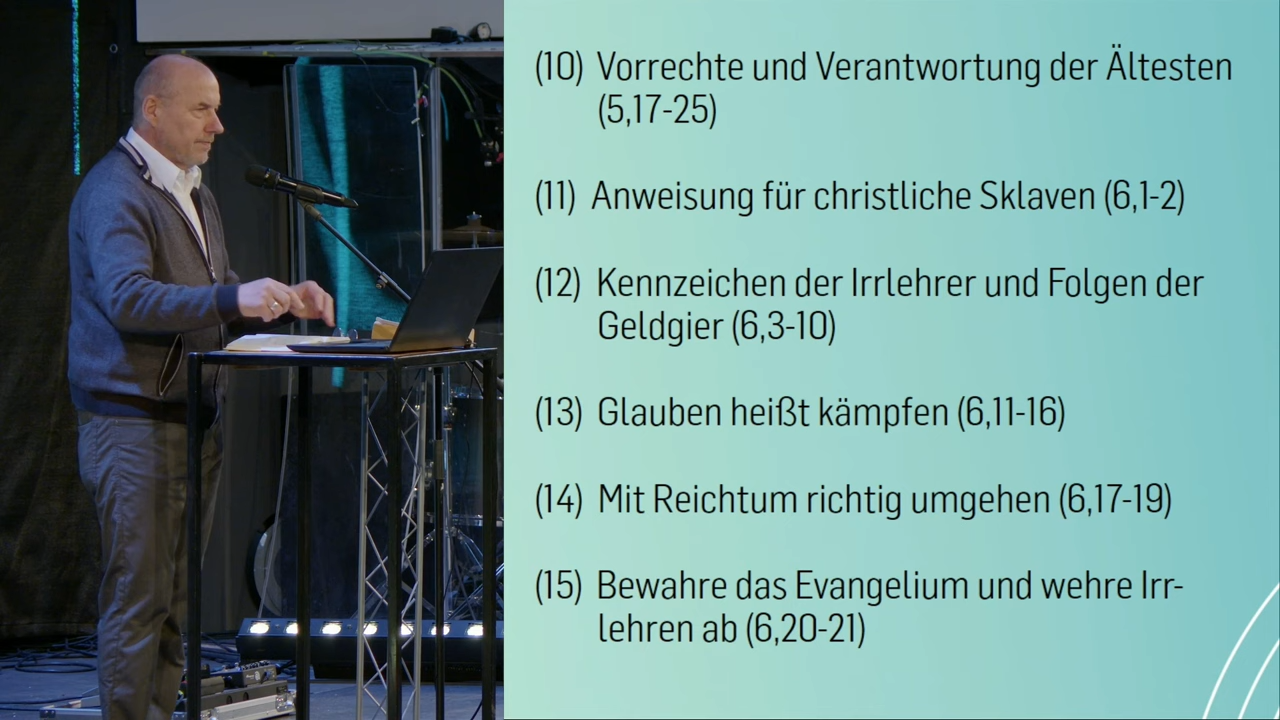 (10) Vorrechte und Verantwortung der Ältesten
(5,17-25)
(11) Anweisung für christliche Sklaven (6,1-2)
(12) Kennzeichen der Irrlehrer und Folgen der
Geldgier (6,3-10)
(13) Glauben heißt kämpfen (6,11-16)
(14) Mit Reichtum richtig umgehen (6,17-19)
(15) Bewahre das Evangelium und wehre Irr-
lehren ab (6,20-21)